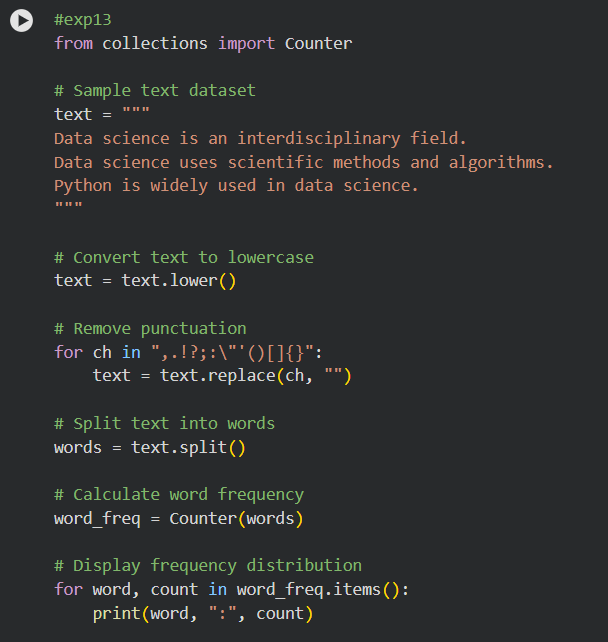 #exp13
from collections import Counter

# Sample text dataset
text = """
Data science is an interdisciplinary field.
Data science uses scientific methods and algorithms.
Python is widely used in data science.
"""

# Convert text to lowercase
text = text.lower()

# Remove punctuation
for ch in ",.!?;:\"'()[]{}":
    text = text.replace(ch, "")

# Split text into words
words = text.split()

# Calculate word frequency
word_freq = Counter(words)

# Display frequency distribution
for word, count in word_freq.items():
    print(word, ":", count)